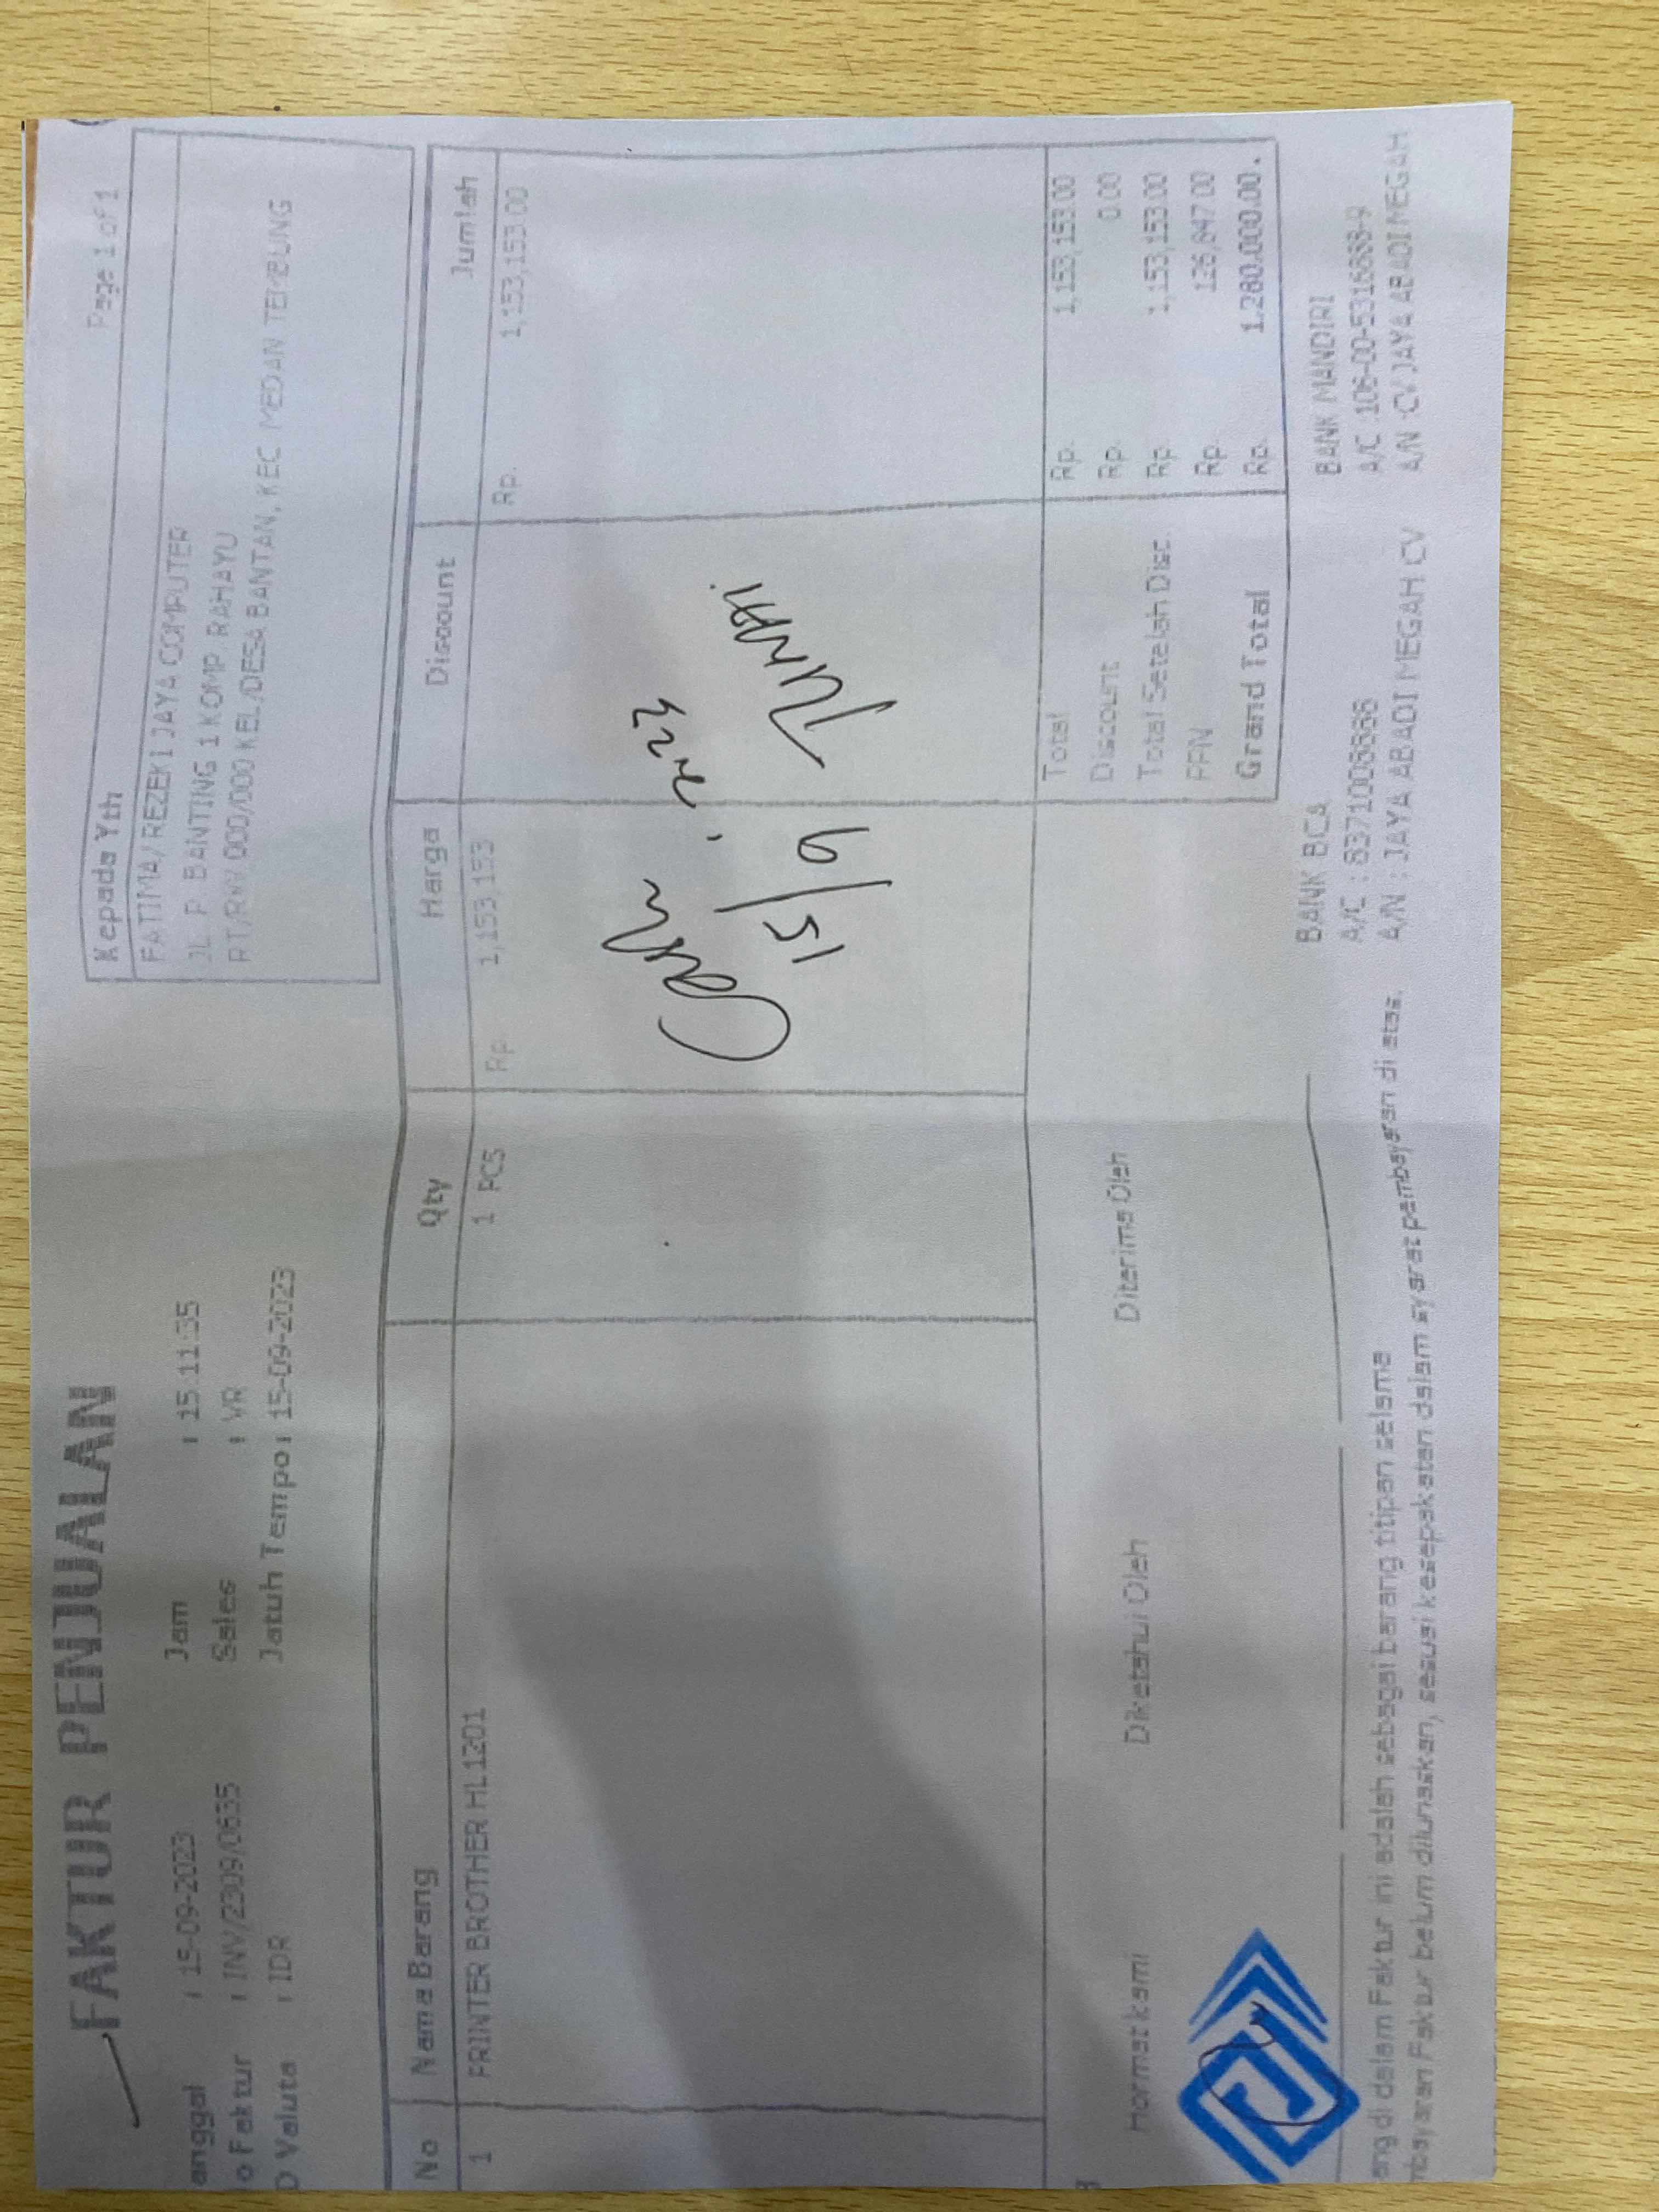 FAKTUR PENJUALAN
Page 1 of 1
anggal : 15-09-2023 Jam : 15:11:35
o Faktur : INV/2309/0635 Sales : VR
D Valuta : IDR Jatuh Tempo : 15-09-2023
Kepada Yth
FATIMA/REZEKI JAYA COMPUTER
JL P BANTING 1 KOMP RAHAYU
RT/RW 000/000 KEL/DESA BANTAN, KEC MEDAN TEMBUNG
No Nama Barang Qty Harga Discount Jumlah
1 PRINTER BROTHER HL1201 1 PCS Rp 1,153,153 Rp. 1,153,153.00
Cash
15/9 TUNAI
Total Rp. 1,153,153.00
Discount Rp 0.00
Total Setelah Disc. Rp 1,153,153.00
PPN Rp 126,847.00
Grand Total Rp. 1,280,000.00.
Hormat kami Diketahui Oleh Diterima Oleh
BANK BCA
A/C : 8371006886
A/N : JAYA ABADI MEGAH CV
BANK MANDIRI
A/C :106-00-5316888-9
A/N :CV JAYA ABADI MEGAH
ang di dalam Faktur ini adalah sebagai barang titipan selama
mbayaran Faktur belum dilunaskan, sesuai kesepakatan dalam syarat pembayaran di atas.